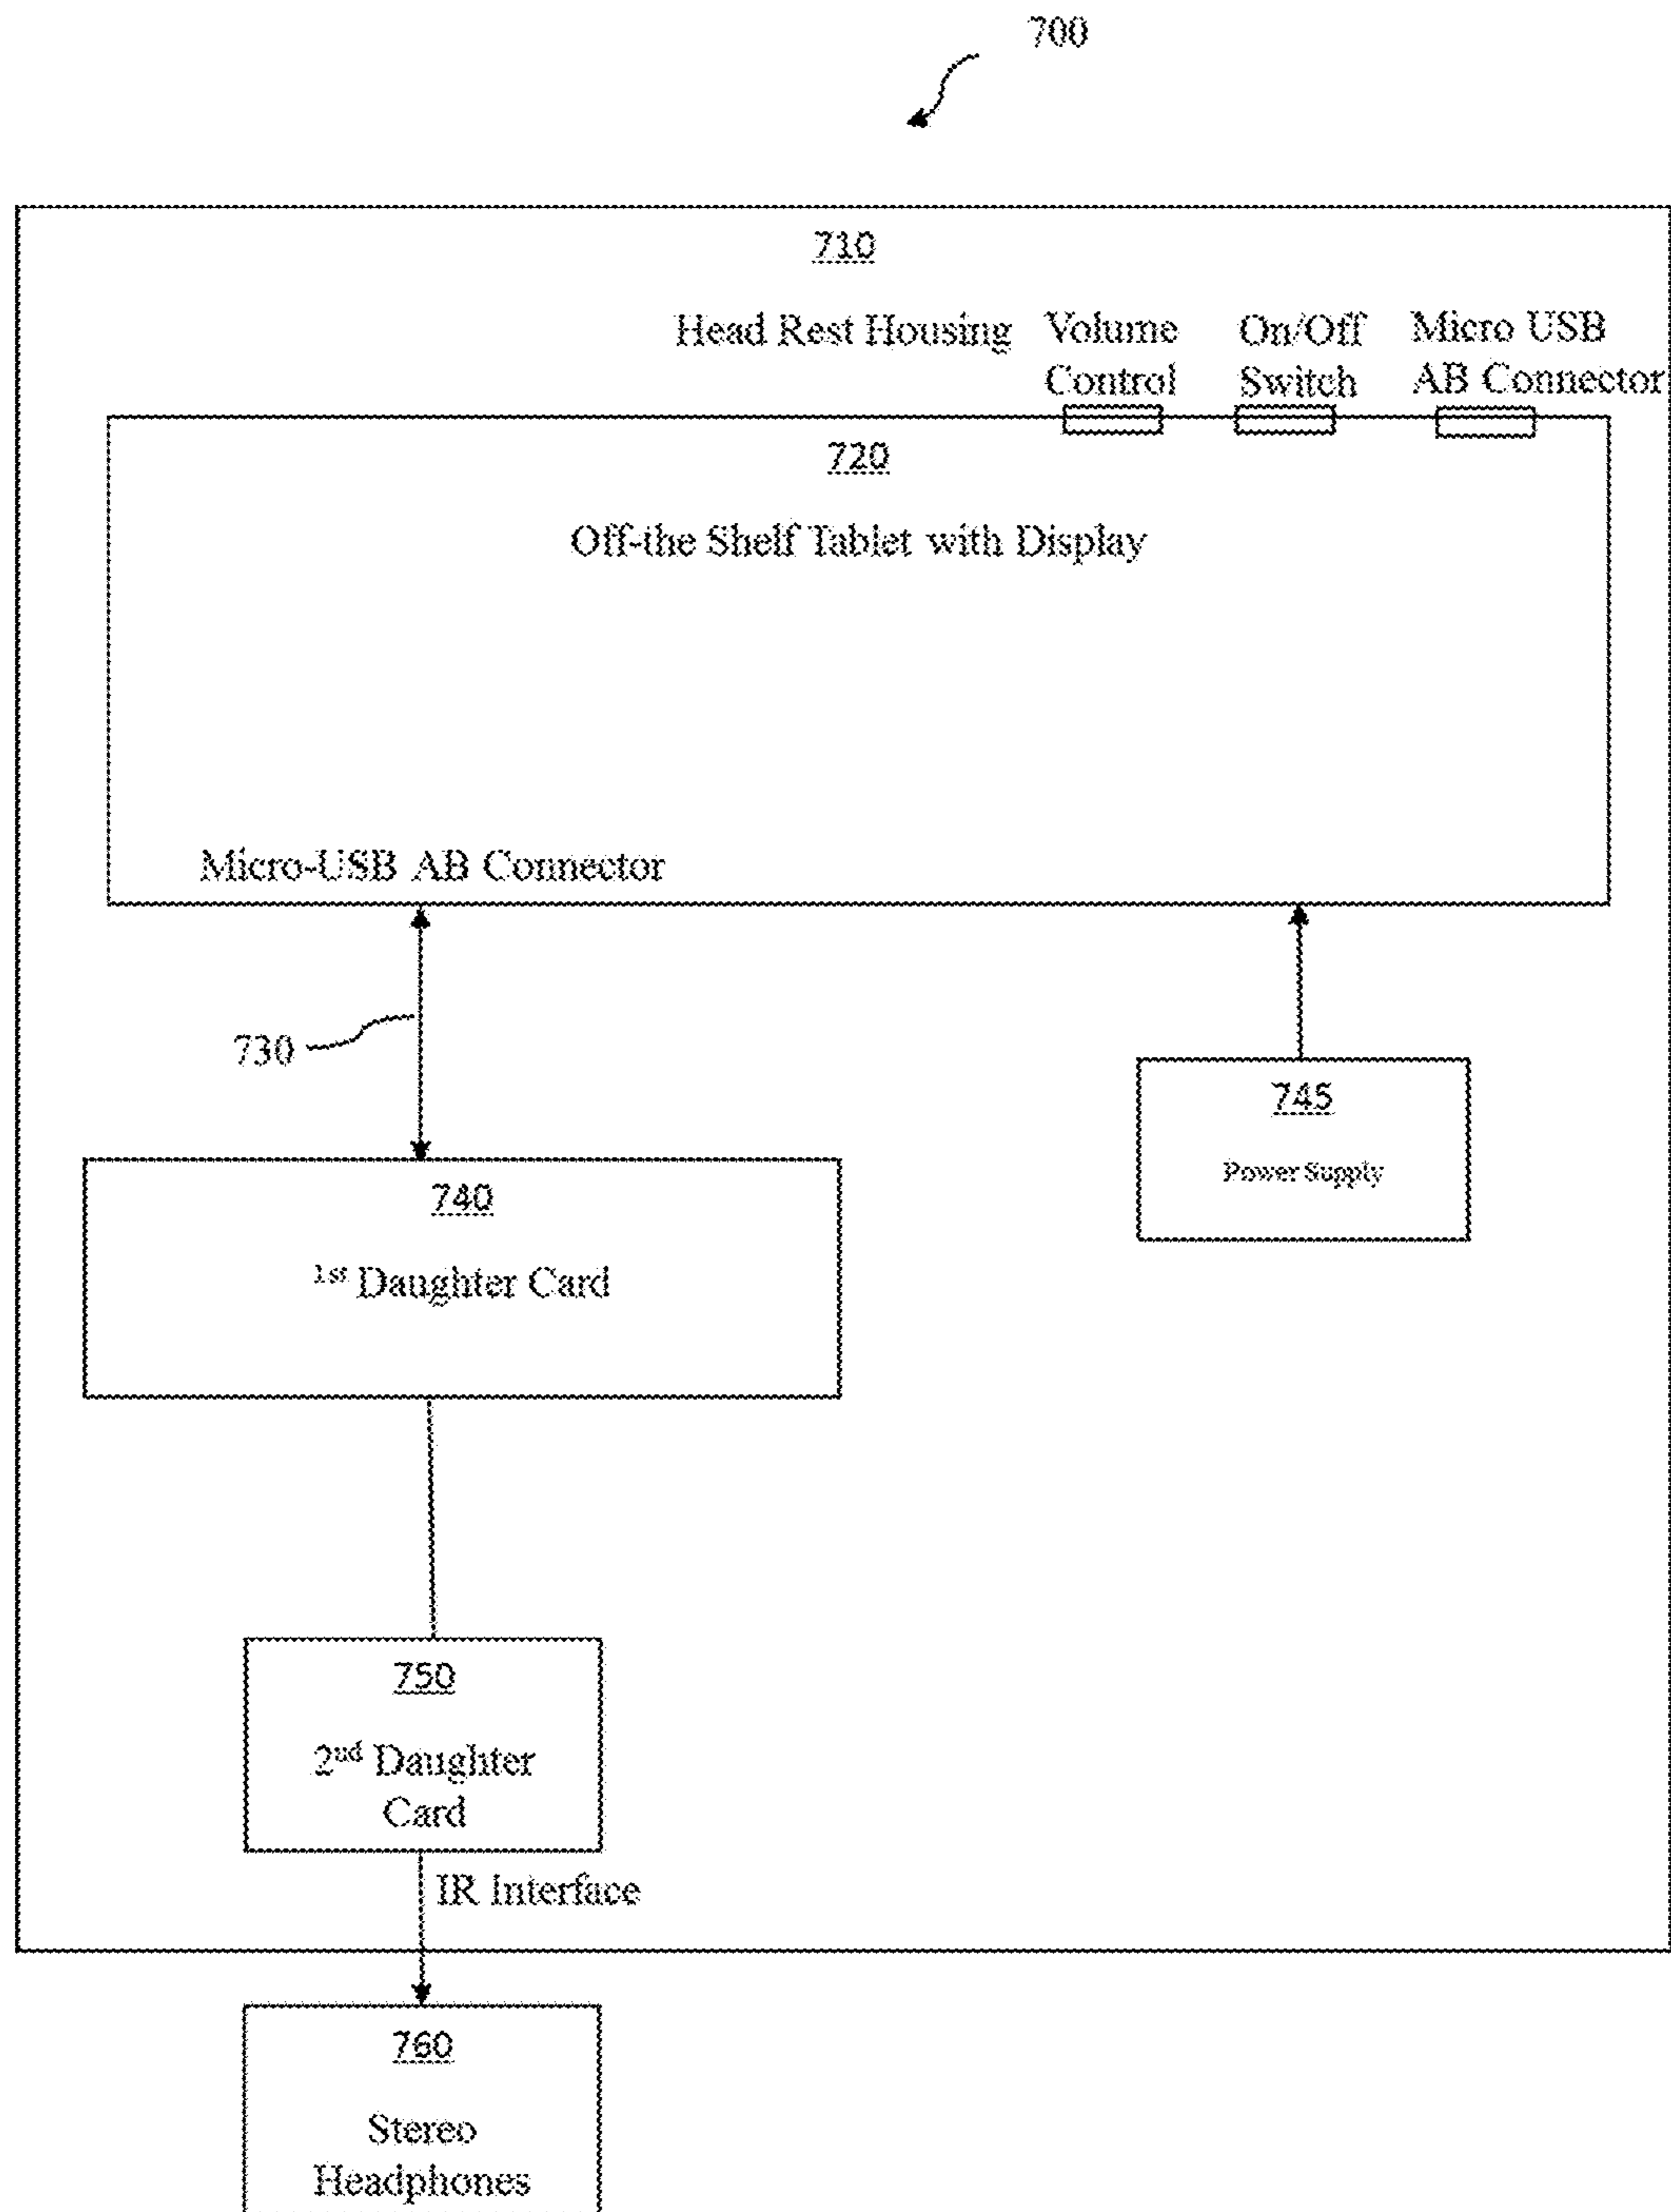 700
710
Head Rest Housing
Volume
Control
On/Off
Switch
Micro USB
AB Connector
720
Off-the Shelf Tablet with Display
Micro-USB AB Connector
730
745
Power Supply
740
1st Daughter Card
750
2nd Daughter
Card
IR Interface
760
Stereo
Headphones